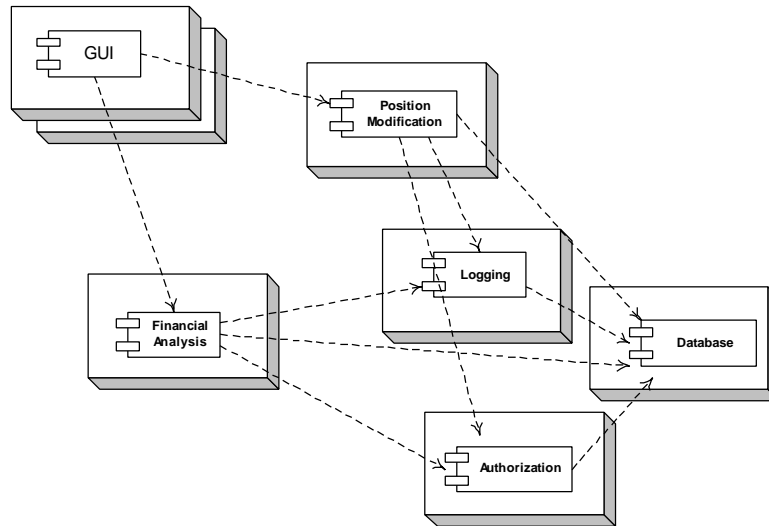 GUI
Position
Modification
Logging
Financial
Analysis
Database
Authorization